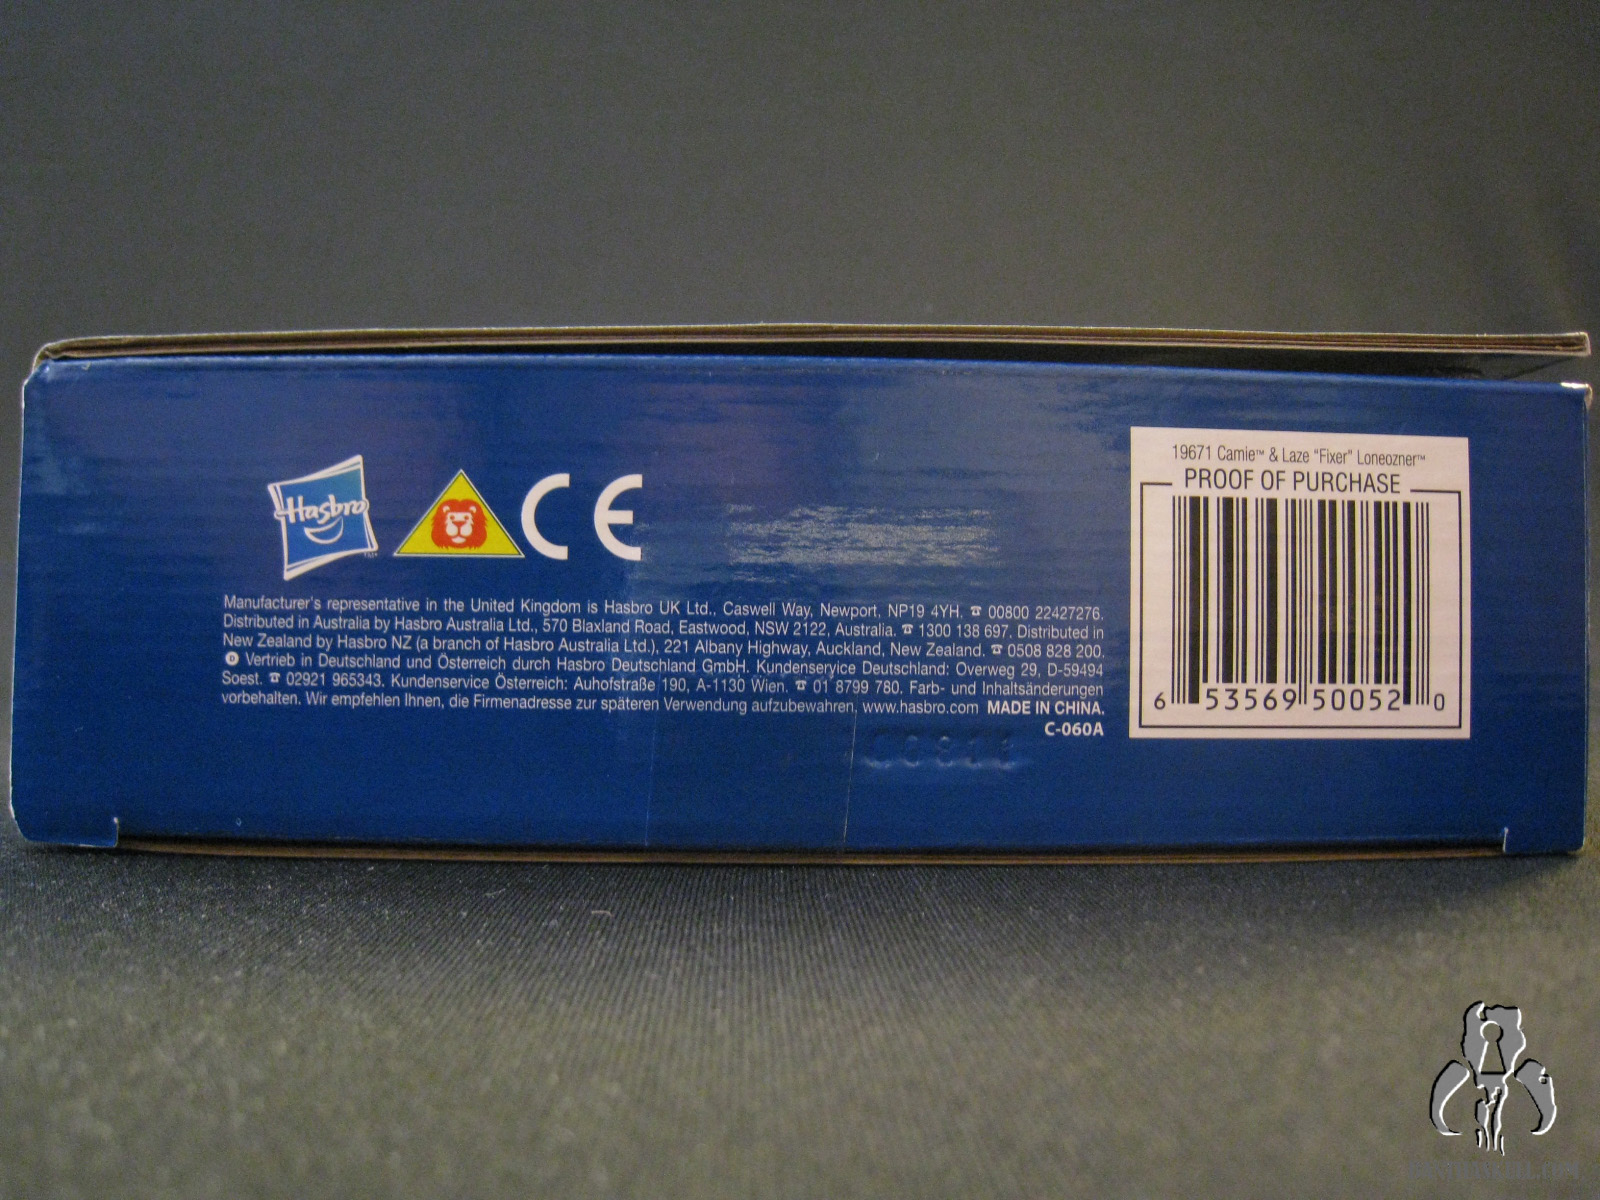 Hasbro
TM*
CE
Manufacturer's representative in the United Kingdom is Hasbro UK Ltd., Caswell Way, Newport, NP19 4YH. ☎ 00800 22427276.
Distributed in Australia by Hasbro Australia Ltd., 570 Blaxland Road, Eastwood, NSW 2122, Australia. ☎ 1300 138 697. Distributed in
New Zealand by Hasbro NZ (a branch of Hasbro Australia Ltd.), 221 Albany Highway, Auckland, New Zealand. ☎ 0508 828 200.
D Vertrieb in Deutschland und Österreich durch Hasbro Deutschland GmbH. Kundenservice Deutschland: Overweg 29, D-59494
Soest. ☎ 02921 965343. Kundenservice Österreich: Auhofstraße 190, A-1130 Wien. ☎ 01 8799 780. Farb- und Inhaltsänderungen
vorbehalten. Wir empfehlen Ihnen, die Firmenadresse zur späteren Verwendung aufzubewahren. www.hasbro.com MADE IN CHINA.
C-060A
19671 Camie™ & Laze "Fixer" Loneozner™
PROOF OF PURCHASE
6 53569 50052 0